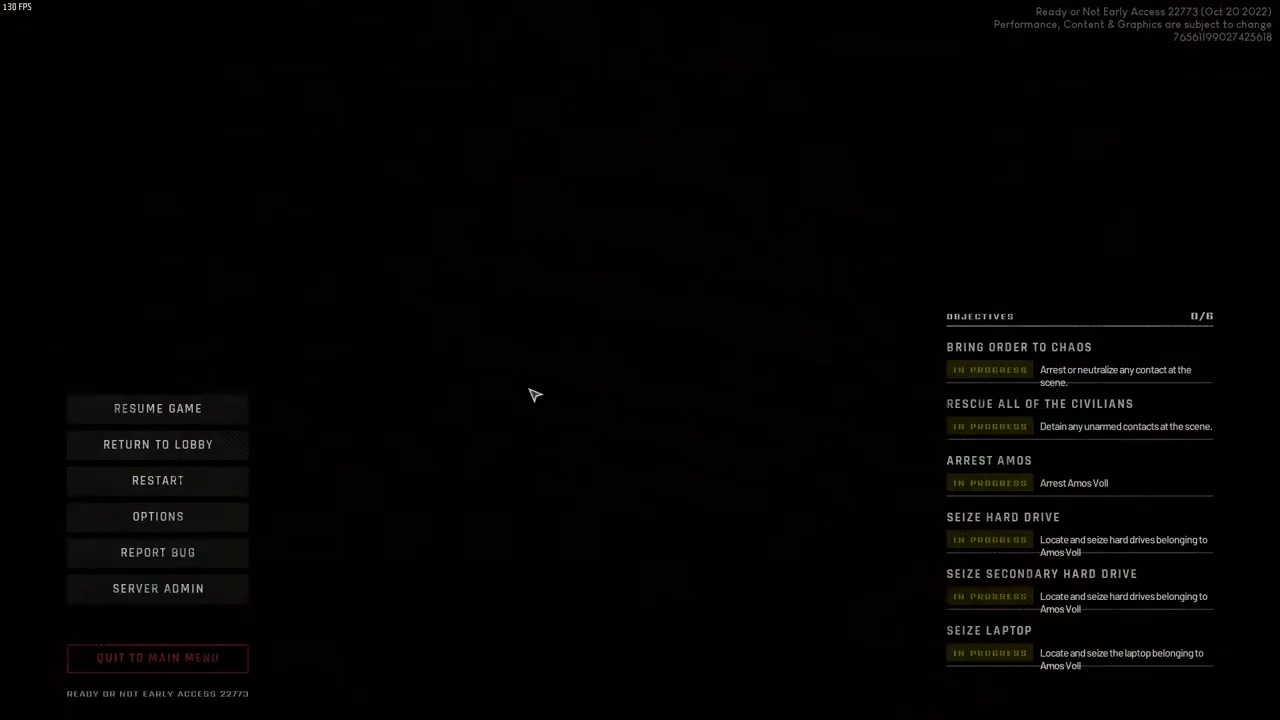 130 FPS
Ready or Not Early Access 22773 (Oct 20 2022)
Performance, Content & Graphics are subject to change
76561199027425618
OBJECTIVES 0/6
BRING ORDER TO CHAOS
IN PROGRESS Arrest or neutralize any contact at the
scene.
RESCUE ALL OF THE CIVILIANS
IN PROGRESS Detain any unarmed contacts at the scene.
ARREST AMOS
IN PROGRESS Arrest Amos Voll
SEIZE HARD DRIVE
IN PROGRESS Locate and seize hard drives belonging to
Amos Voll
SEIZE SECONDARY HARD DRIVE
IN PROGRESS Locate and seize hard drives belonging to
Amos Voll
SEIZE LAPTOP
IN PROGRESS Locate and seize the laptop belonging to
Amos Voll
RESUME GAME
RETURN TO LOBBY
RESTART
OPTIONS
REPORT BUG
SERVER ADMIN
QUIT TO MAIN MENU
READY OR NOT EARLY ACCESS 22773